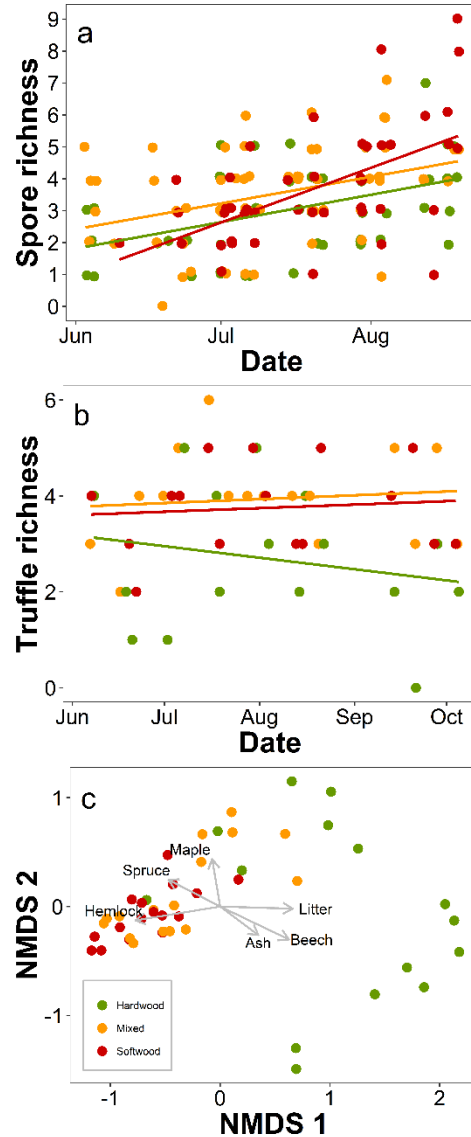 a
Spore richness
9
8
7
6
5
4
3
2
1
0
Jun Jul Aug
Date
b
Truffle richness
6
4
2
0
Jun Jul Aug Sep Oct
Date
c
NMDS 2
1
0
-1
Maple
Spruce
Hemlock
Litter
Ash Beech
Hardwood
Mixed
Softwood
-1 0 1 2
NMDS 1